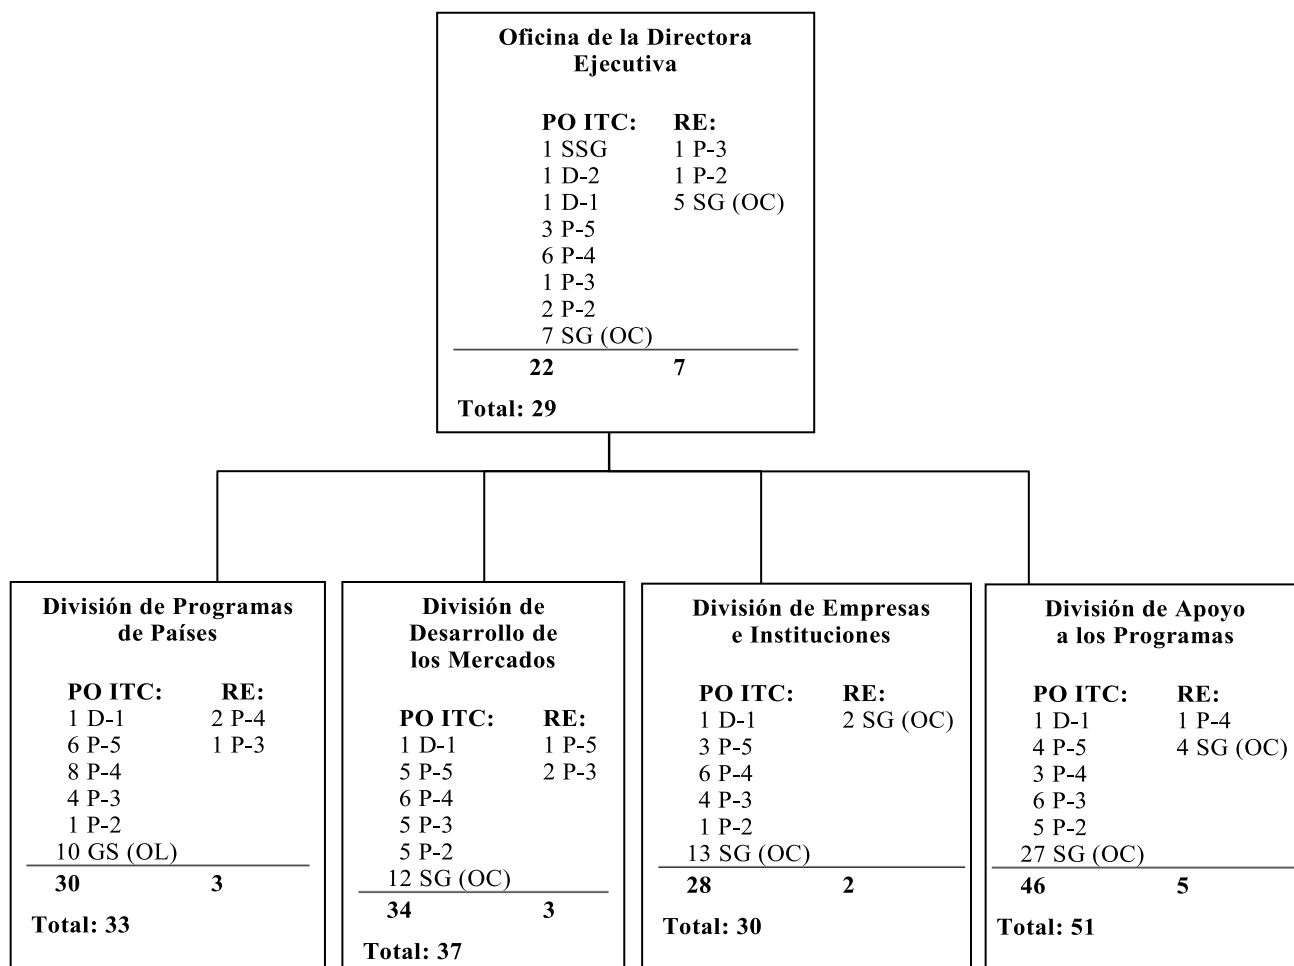 Oficina de la Directora
Ejecutiva
PO ITC: RE:
1 SSG 1 P-3
1 D-2 1 P-2
1 D-1 5 SG (OC)
3 P-5
6 P-4
1 P-3
2 P-2
7 SG (OC)
22 7
Total: 29
División de Programas
de Países
PO ITC: RE:
1 D-1 2 P-4
6 P-5 1 P-3
8 P-4
4 P-3
1 P-2
10 GS (OL)
30 3
Total: 33
División de
Desarrollo de
los Mercados
PO ITC: RE:
1 D-1 1 P-5
5 P-5 2 P-3
6 P-4
5 P-3
5 P-2
12 SG (OC)
34 3
Total: 37
División de Empresas
e Instituciones
PO ITC: RE:
1 D-1 2 SG (OC)
3 P-5
6 P-4
4 P-3
1 P-2
13 SG (OC)
28 2
Total: 30
División de Apoyo
a los Programas
PO ITC: RE:
1 D-1 1 P-4
4 P-5 4 SG (OC)
3 P-4
6 P-3
5 P-2
27 SG (OC)
46 5
Total: 51